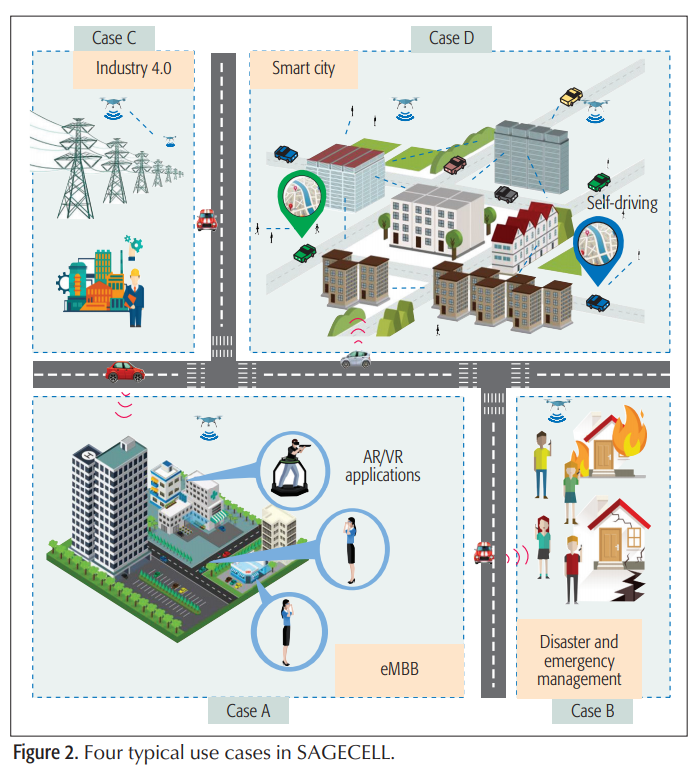 Case C
Case D
Industry 4.0
Smart city
Self-driving
H
AR/VR
applications
eMBB
Disaster and
emergency
management
Case A
Case B
Figure 2. Four typical use cases in SAGECELL.